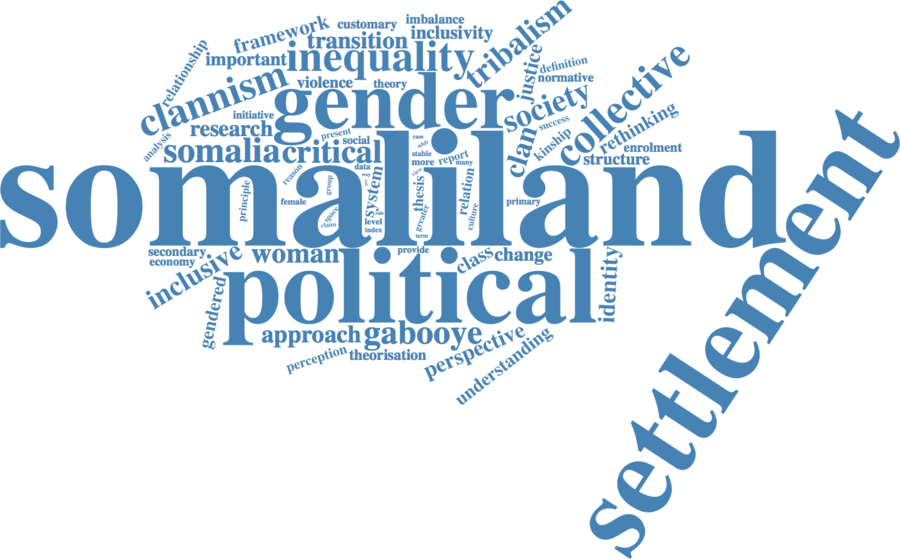 imbalance
customary
framework
tribalism
inclusivity
transition
relationship
important
inequality
justice
definition
normative
collective
violence
theory
clannism
gender
society
initiative
research
present
social
success
rethinking
analysis
kinship
clan
somalia
critical
enrolment
structure
case
stable
more
report
many
data
reason
group
system
thesis
relation
culture
greater
principle
female
space
claim
level
index
primary
term
somaliland
settlement
secondary
economy
inclusive
woman
provide
class
change
identity
political
gendered
approach
gabooye
perspective
perception
theorisation
understanding